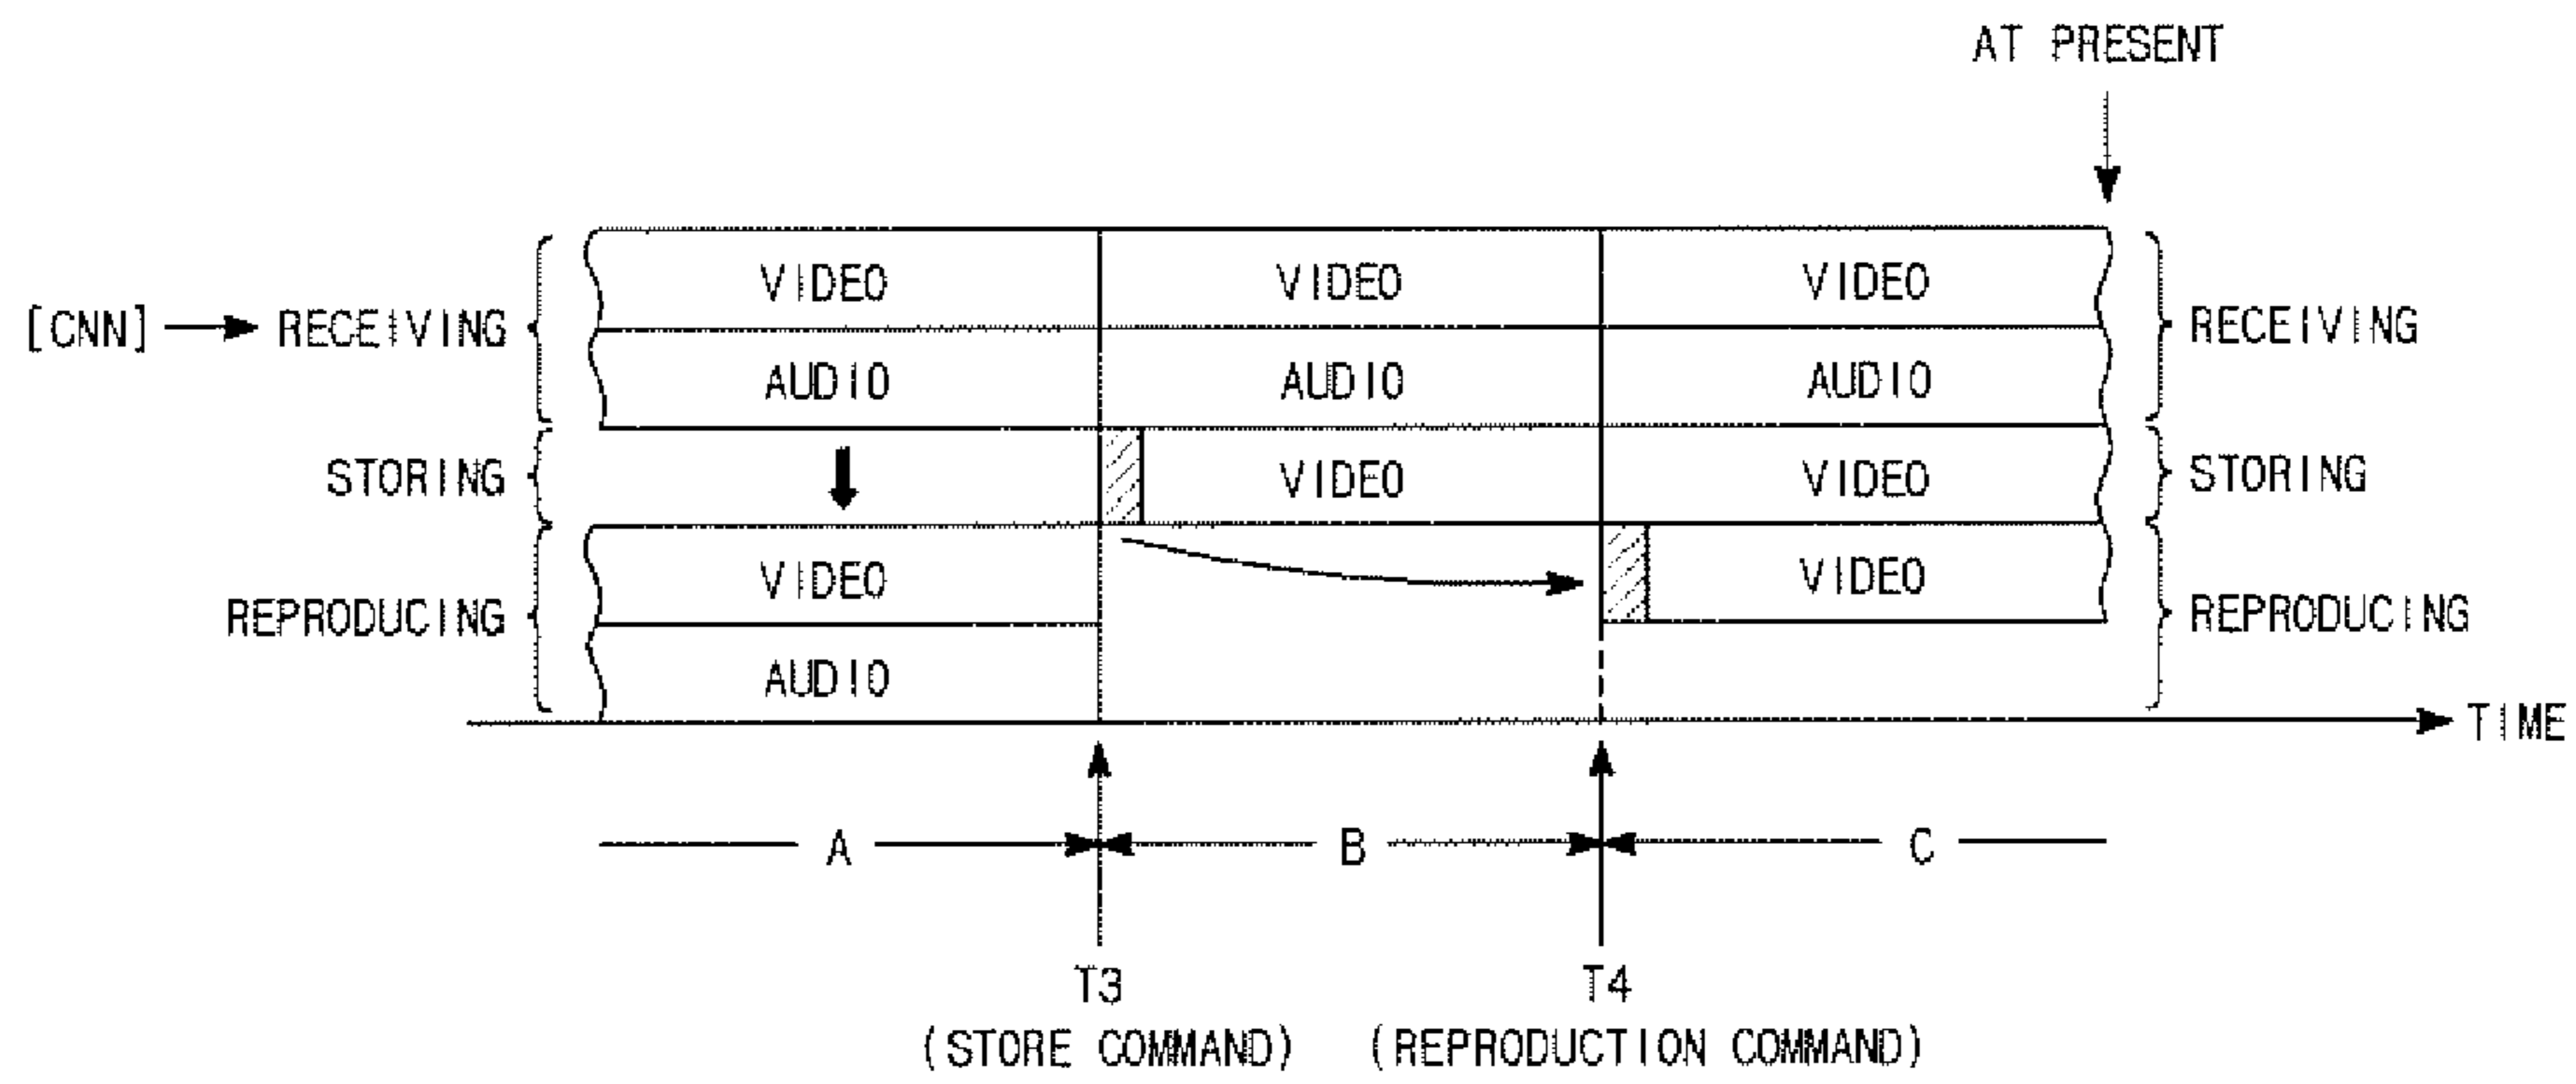 AT PRESENT
VIDEO VIDEO VIDEO
[CNN] RECEIVING RECEIVING
AUDIO AUDIO AUDIO
STORING VIDEO VIDEO STORING
VIDEO VIDEO
REPRODUCING REPRODUCING
AUDIO
TIME
A B C
T3 T4
(STORE COMMAND) (REPRODUCTION COMMAND)